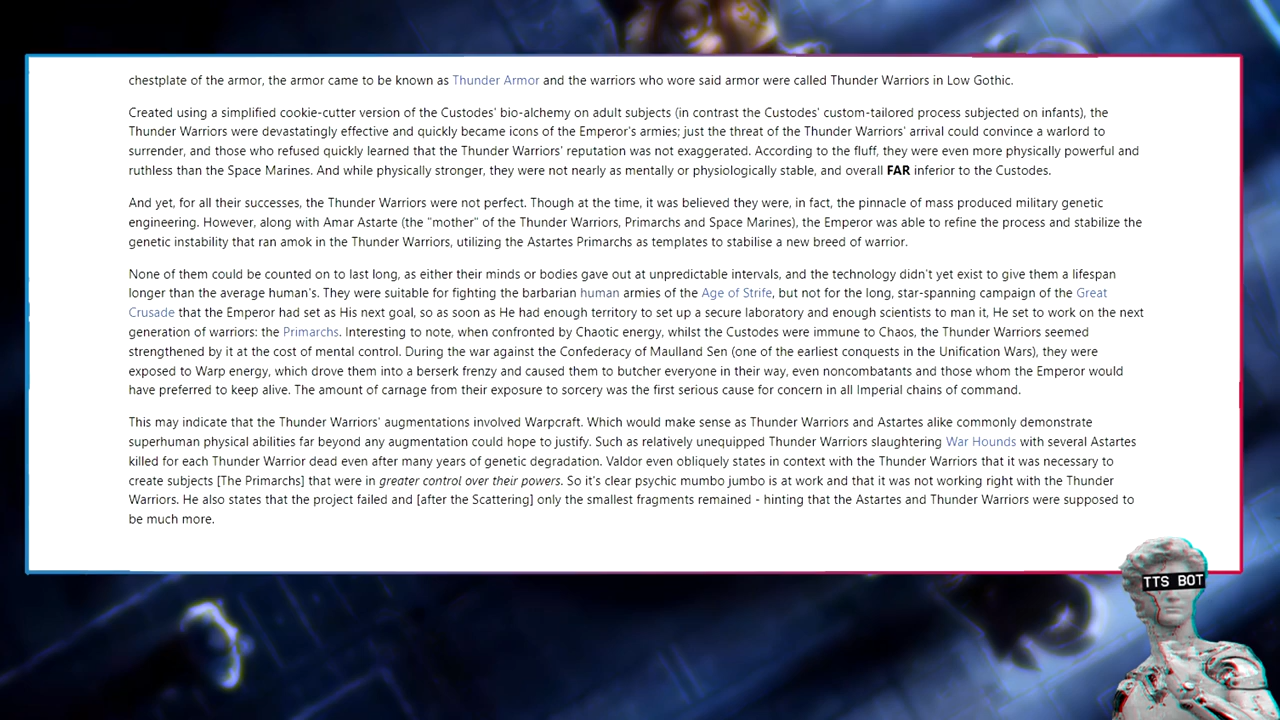 chestplate of the armor, the armor came to be known as Thunder Armor and the warriors who wore said armor were called Thunder Warriors in Low Gothic.
Created using a simplified cookie-cutter version of the Custodes' bio-alchemy on adult subjects (in contrast the Custodes' custom-tailored process subjected on infants), the
Thunder Warriors were devastatingly effective and quickly became icons of the Emperor's armies; just the threat of the Thunder Warriors' arrival could convince a warlord to
surrender, and those who refused quickly learned that the Thunder Warriors' reputation was not exaggerated. According to the fluff, they were even more physically powerful and
ruthless than the Space Marines. And while physically stronger, they were not nearly as mentally or physiologically stable, and overall FAR inferior to the Custodes.
And yet, for all their successes, the Thunder Warriors were not perfect. Though at the time, it was believed they were, in fact, the pinnacle of mass produced military genetic
engineering. However, along with Amar Astarte (the "mother" of the Thunder Warriors, Primarchs and Space Marines), the Emperor was able to refine the process and stabilize the
genetic instability that ran amok in the Thunder Warriors, utilizing the Astartes Primarchs as templates to stabilise a new breed of warrior.
None of them could be counted on to last long, as either their minds or bodies gave out at unpredictable intervals, and the technology didn't yet exist to give them a lifespan
longer than the average human's. They were suitable for fighting the barbarian human armies of the Age of Strife, but not for the long, star-spanning campaign of the Great
Crusade that the Emperor had set as His next goal, so as soon as He had enough territory to set up a secure laboratory and enough scientists to man it, He set to work on the next
generation of warriors: the Primarchs. Interesting to note, when confronted by Chaotic energy, whilst the Custodes were immune to Chaos, the Thunder Warriors seemed
strengthened by it at the cost of mental control. During the war against the Confederacy of Maulland Sen (one of the earliest conquests in the Unification Wars), they were
exposed to Warp energy, which drove them into a berserk frenzy and caused them to butcher everyone in their way, even noncombatants and those whom the Emperor would
have preferred to keep alive. The amount of carnage from their exposure to sorcery was the first serious cause for concern in all Imperial chains of command.
This may indicate that the Thunder Warriors' augmentations involved Warpcraft. Which would make sense as Thunder Warriors and Astartes alike commonly demonstrate
superhuman physical abilities far beyond any augmentation could hope to justify. Such as relatively unequipped Thunder Warriors slaughtering War Hounds with several Astartes
killed for each Thunder Warrior dead even after many years of genetic degradation. Valdor even obliquely states in context with the Thunder Warriors that it was necessary to
create subjects [The Primarchs] that were in greater control over their powers. So it's clear psychic mumbo jumbo is at work and that it was not working right with the Thunder
Warriors. He also states that the project failed and [after the Scattering] only the smallest fragments remained - hinting that the Astartes and Thunder Warriors were supposed to
be much more.
TTS BOT